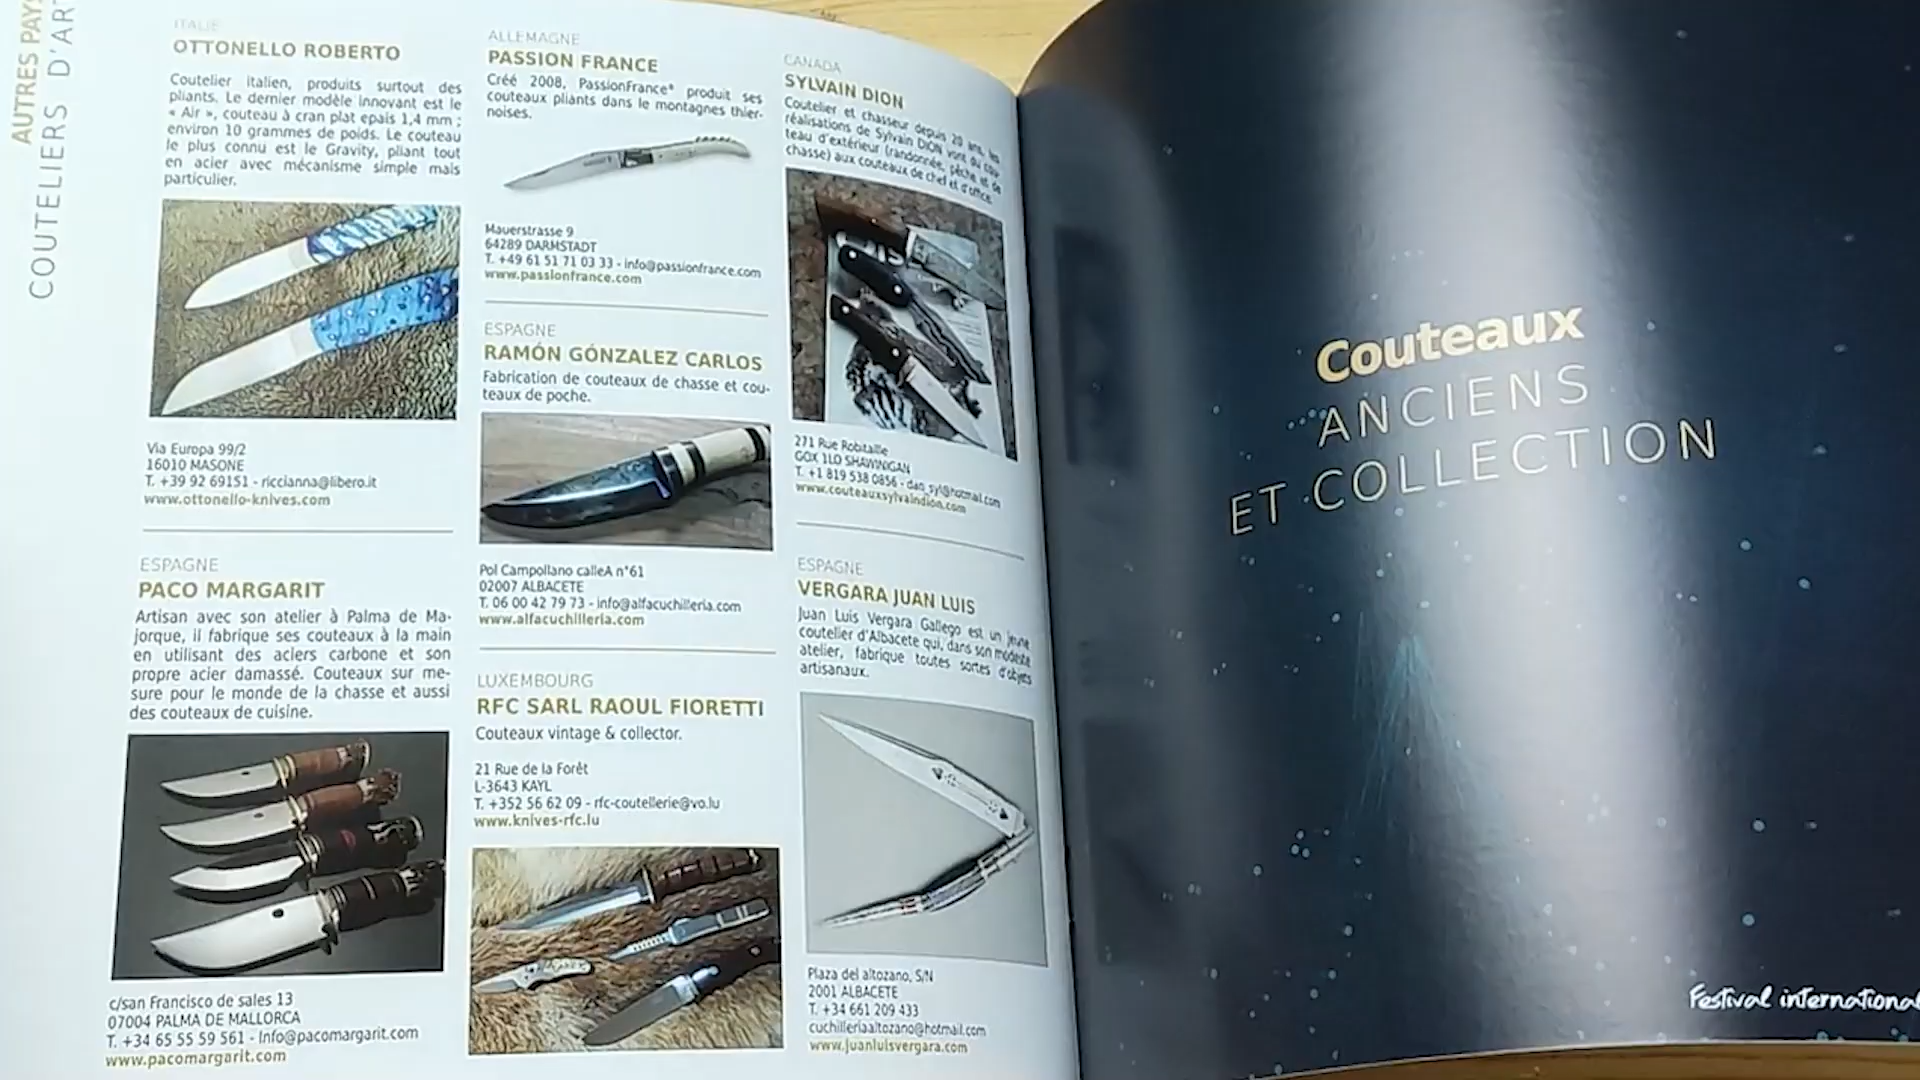 AUTRES PAYS
COUTELIERS D'ART
ITALIE
OTTONELLO ROBERTO
Coutelier italien, produits surtout des
pliants. Le dernier modèle innovant est le
« Air », couteau à cran plat epais 1,4 mm ;
environ 10 grammes de poids. Le couteau
le plus connu est le Gravity, pliant tout
en acier avec mécanisme simple mais
particulier.
Via Europa 99/2
16010 MASONE
T. +39 92 69151 - riccianna@libero.it
www.ottonello-knives.com
ESPAGNE
PACO MARGARIT
Artisan avec son atelier à Palma de Ma-
jorque, il fabrique ses couteaux à la main
en utilisant des aciers carbone et son
propre acier damassé. Couteaux sur me-
sure pour le monde de la chasse et aussi
des couteaux de cuisine.
c/san Francisco de sales 13
07004 PALMA DE MALLORCA
T. +34 65 55 59 561 - Info@pacomargarit.com
www.pacomargarit.com
ALLEMAGNE
PASSION FRANCE
Créé 2008, PassionFrance® produit ses
couteaux pliants dans le montagnes thier-
noises.
Mauerstrasse 9
64289 DARMSTADT
T. +49 61 51 71 03 33 - info@passionfrance.com
www.passionfrance.com
ESPAGNE
RAMÓN GÓNZALEZ CARLOS
Fabrication de couteaux de chasse et cou-
teaux de poche.
Pol Campollano calleA n°61
02007 ALBACETE
T. 06 00 42 79 73 - info@alfacuchilleria.com
www.alfacuchilleria.com
LUXEMBOURG
RFC SARL RAOUL FIORETTI
Couteaux vintage & collector.
21 Rue de la Forêt
L-3643 KAYL
T. +352 56 62 09 - rfc-coutellerie@vo.lu
www.knives-rfc.lu
CANADA
SYLVAIN DION
Coutelier et chasseur depuis 20 ans, les
réalisations de Sylvain DION vont du cou-
teau d'extérieur (randonnée, pêche et de
chasse) aux couteaux de chef et d'office.
271 Rue Robitaille
GOX 1LO SHAWINIGAN
T. +1 819 538 0856 - dan_syl@hotmail.com
www.couteauxsylvaindion.com
ESPAGNE
VERGARA JUAN LUIS
Juan Luis Vergara Gallego est un jeune
coutelier d'Albacete qui, dans son modeste
atelier, fabrique toutes sortes d'objets
artisanaux.
Plaza del altozano, S/N
2001 ALBACETE
T. +34 661 209 433
cuchilleriaaltozano@hotmail.com
www.juanluisvergara.com
Couteaux
ANCIENS
ET COLLECTION
Festival international